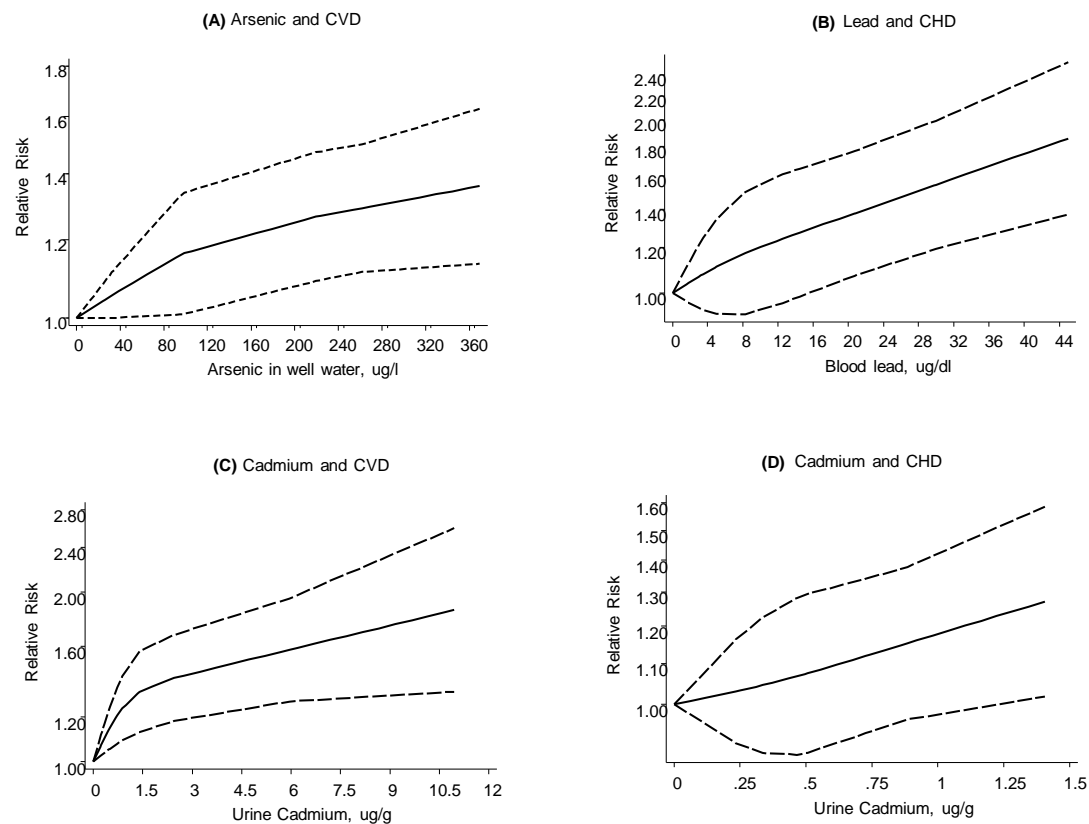 (A) Arsenic and CVD
Relative Risk
1.8
1.6
1.4
1.2
1.0
0 40 80 120 160 200 240 280 320 360
Arsenic in well water, ug/l
(B) Lead and CHD
Relative Risk
2.40
2.20
2.00
1.80
1.60
1.40
1.20
1.00
0 4 8 12 16 20 24 28 32 36 40 44
Blood lead, ug/dl
(C) Cadmium and CVD
Relative Risk
2.80
2.40
2.00
1.60
1.20
1.00
0 1.5 3 4.5 6 7.5 9 10.5 12
Urine Cadmium, ug/g
(D) Cadmium and CHD
Relative Risk
1.60
1.50
1.40
1.30
1.20
1.10
1.00
0 .25 .5 .75 1 1.25 1.5
Urine Cadmium, ug/g